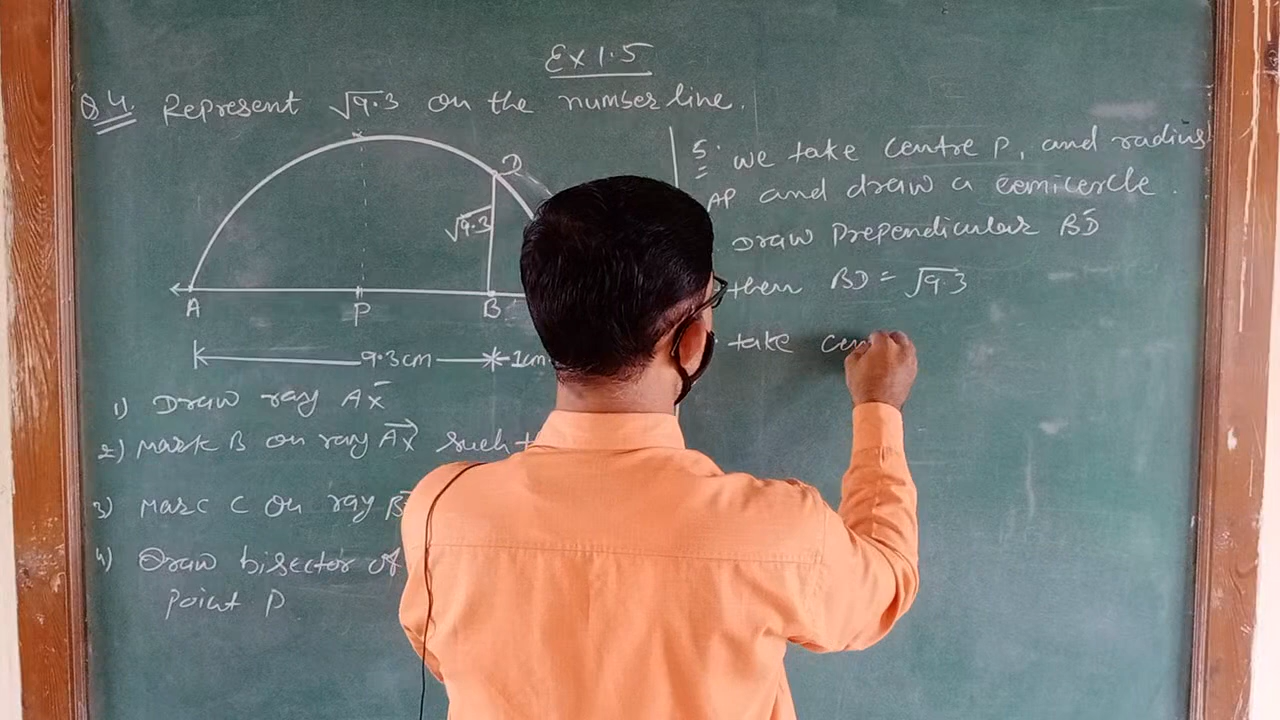 Ex 1.5
Q 4. Represent √9.3 on the number line.
D
√9.3
A P B
9.3cm 1cm
1) Draw ray AX
2) Mark B on ray AX such
3) Marc C on ray
4) Draw bisector of
point P
5. we take centre P, and radius
AP and draw a cemicercle.
Draw Prependicular BD
then BD = √9.3
take cen